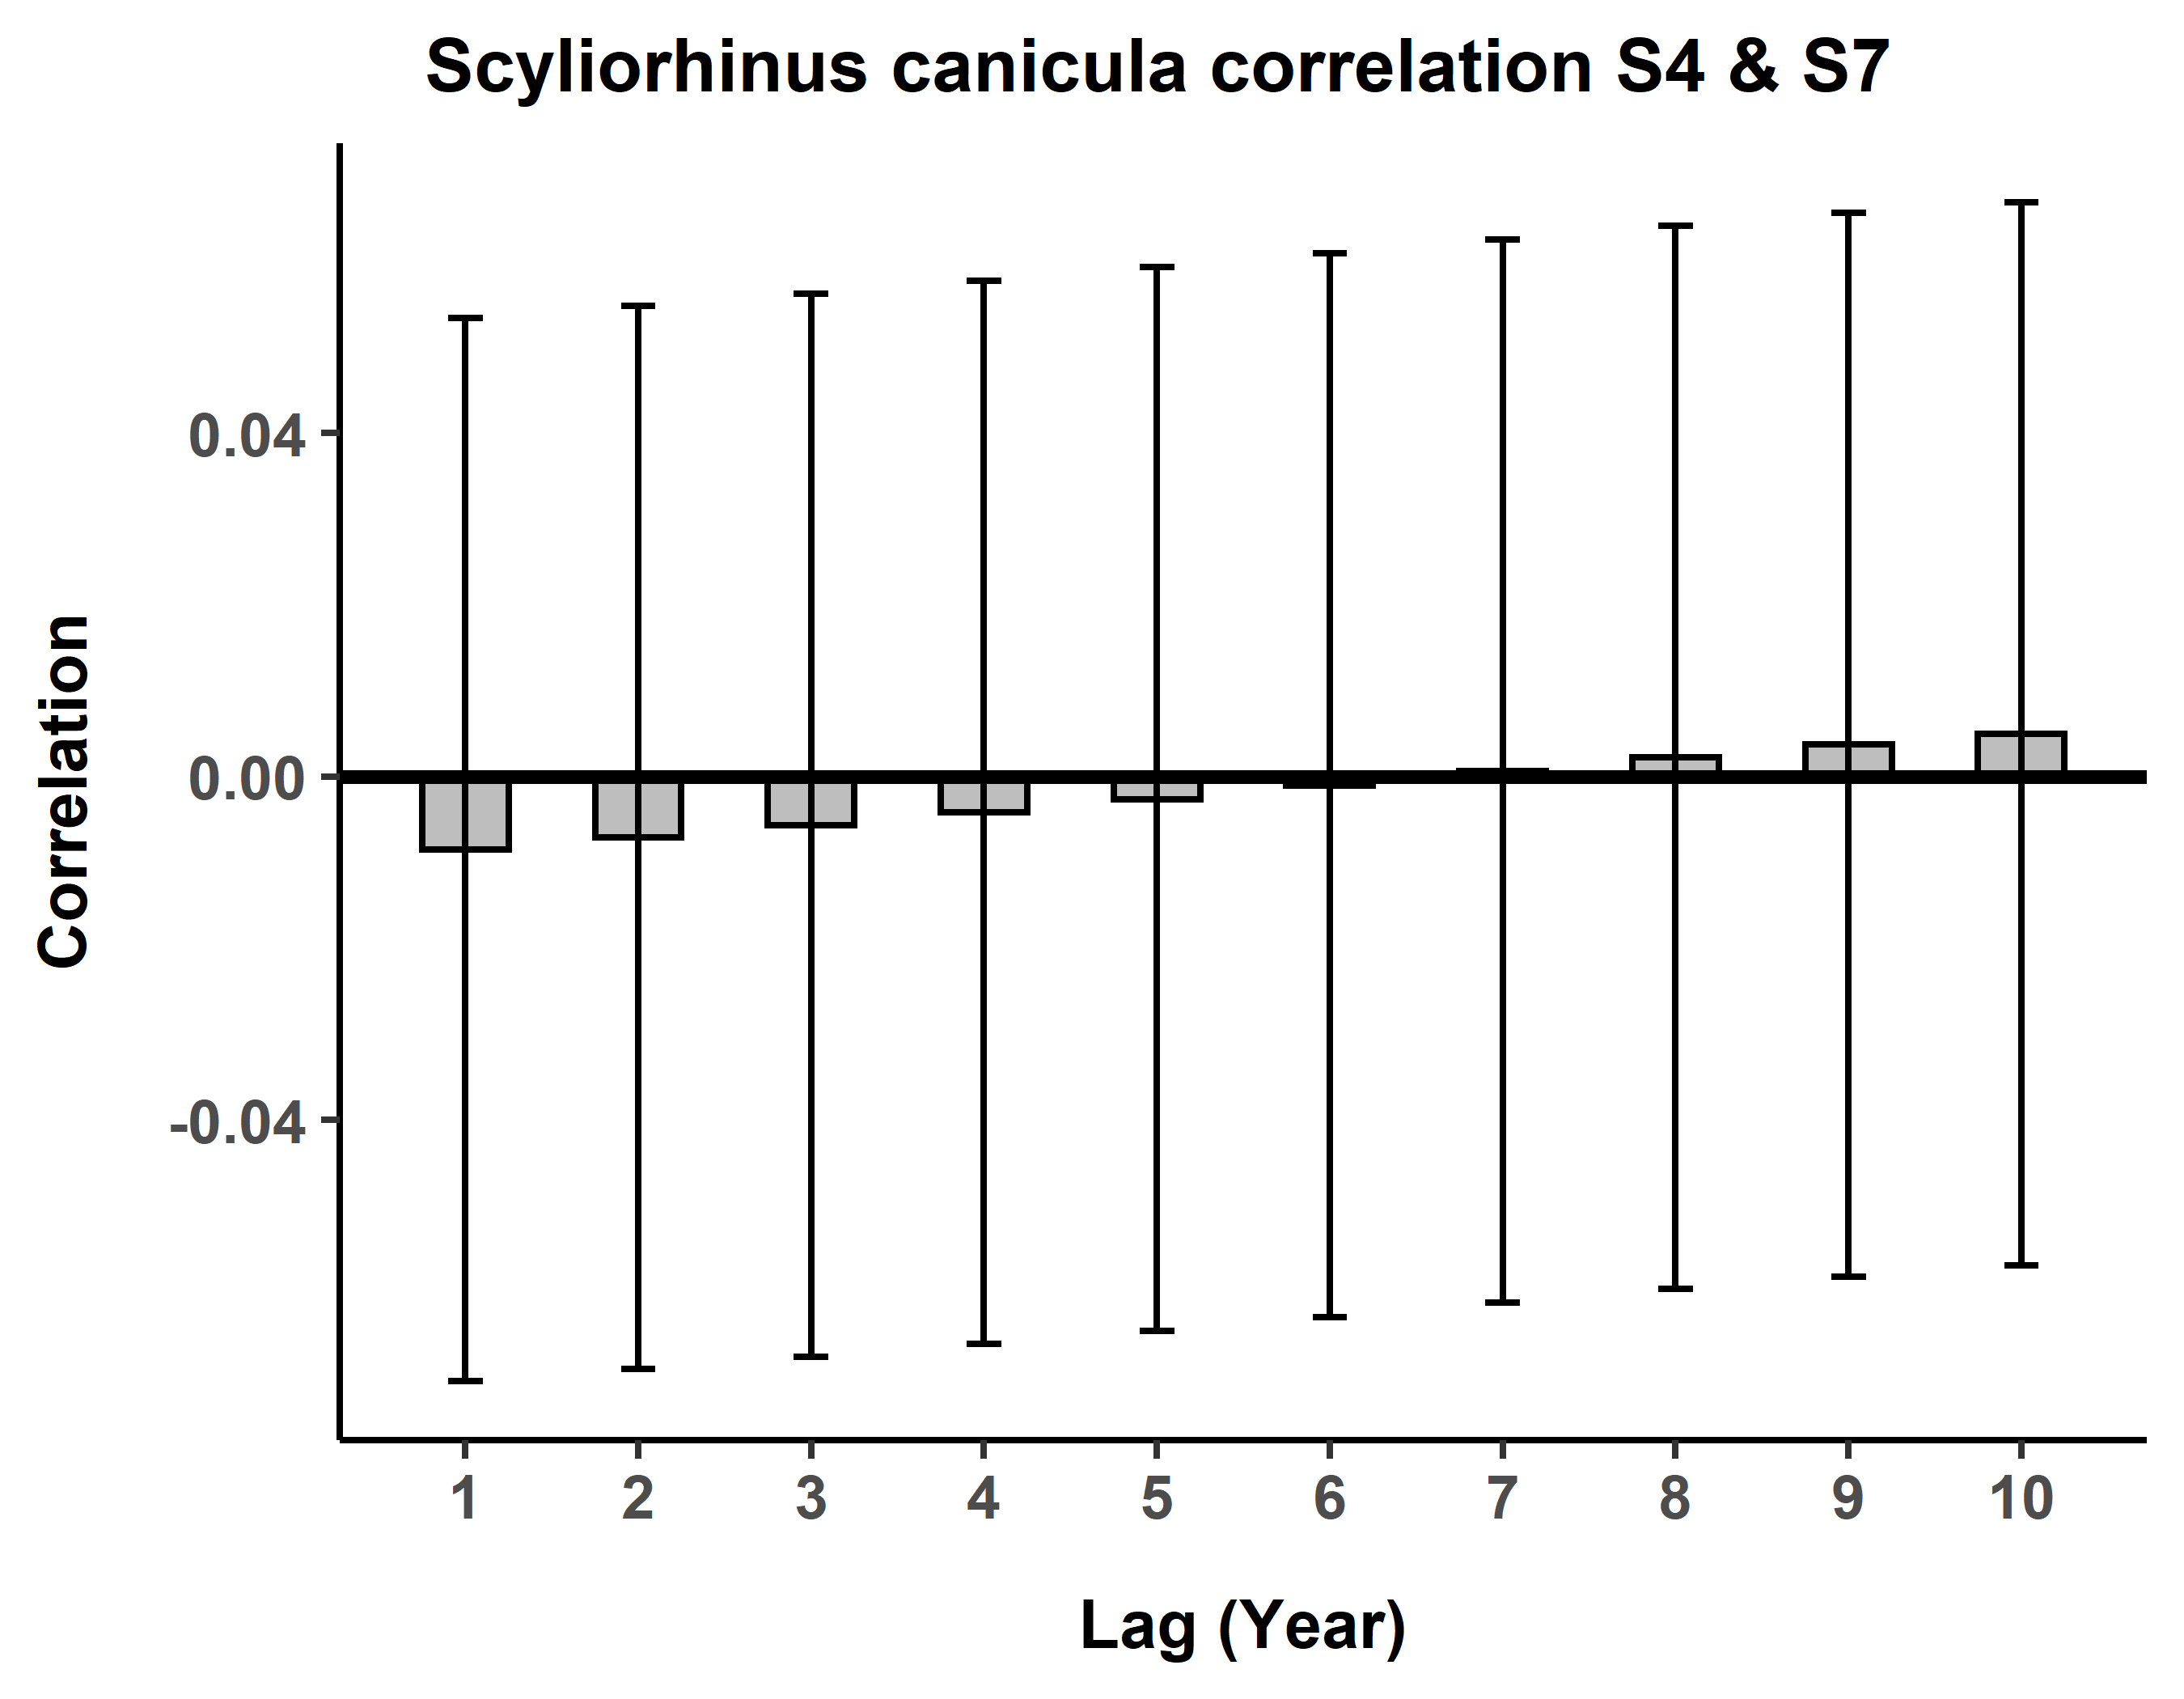 Scyliorhinus canicula correlation S4 & S7
Correlation
0.04
0.00
-0.04
1 2 3 4 5 6 7 8 9 10
Lag (Year)